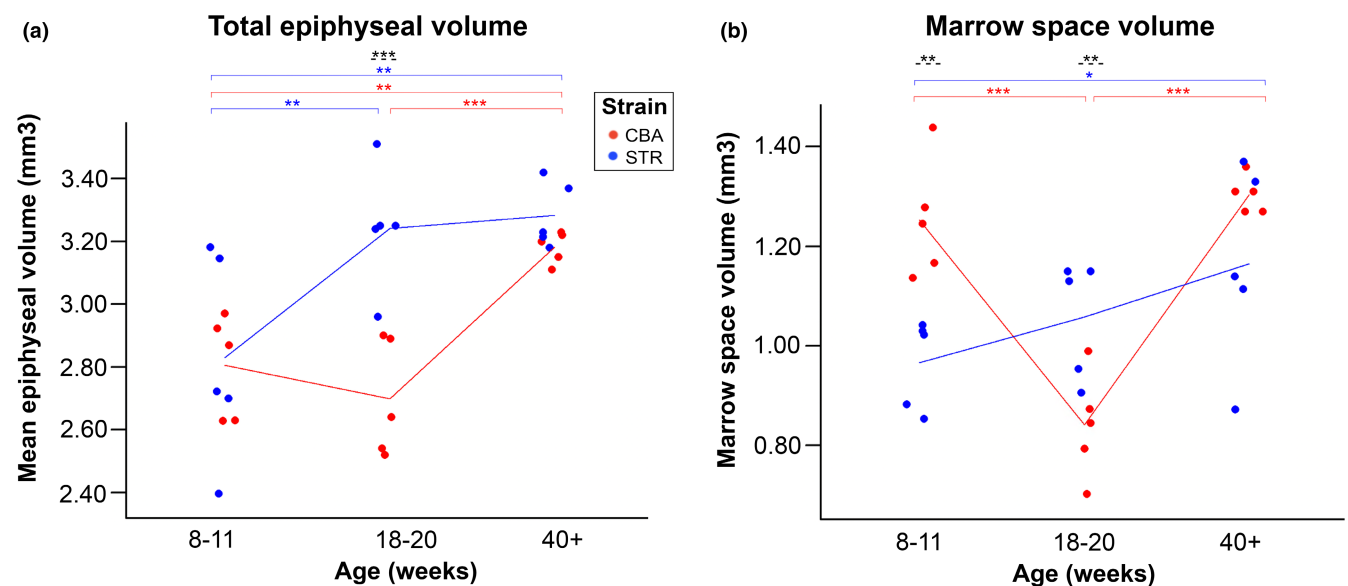 (a)
Total epiphyseal volume
***
**
**
**
***
Strain
CBA
STR
Mean epiphyseal volume (mm3)
3.40
3.20
3.00
2.80
2.60
2.40
8-11
18-20
40+
Age (weeks)
(b)
Marrow space volume
**
**
*
***
***
Marrow space volume (mm3)
1.40
1.20
1.00
0.80
8-11
18-20
40+
Age (weeks)